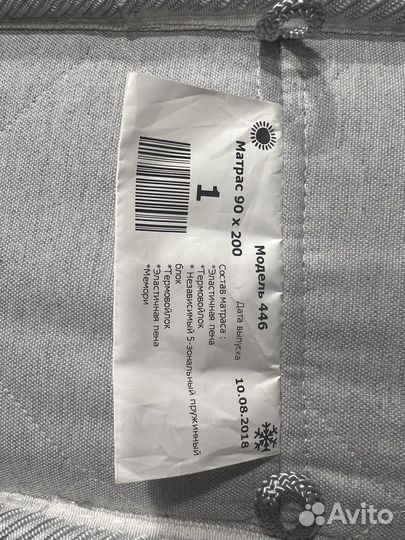 Модель 446
Матрас 90 х 200
1
Дата выпуска 10.08.2018
Состав матраса :
*Эластичная пена
*Термовойлок
* Независимый 5-зональный пружинный
блок
*Термовойлок
*Эластичная пена
*Мемори
Avito